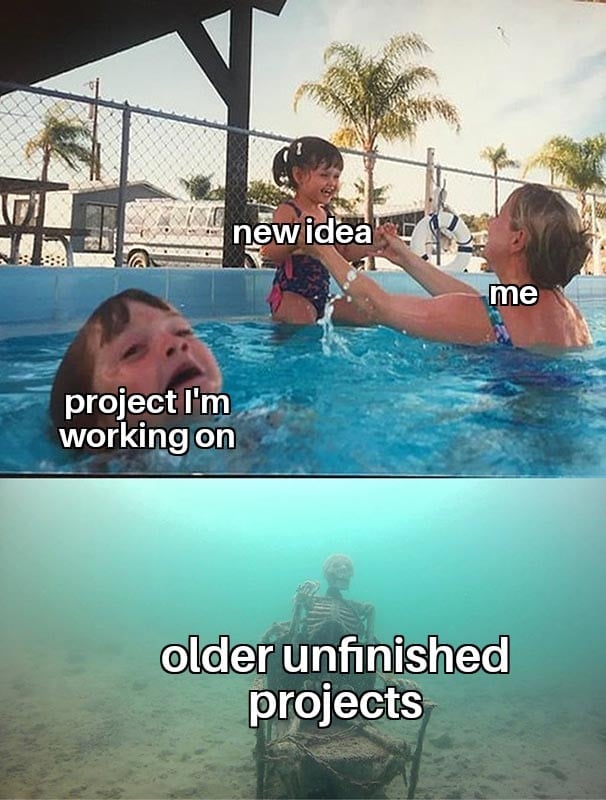 new idea
me
project I'm
working on
older unfinished
projects